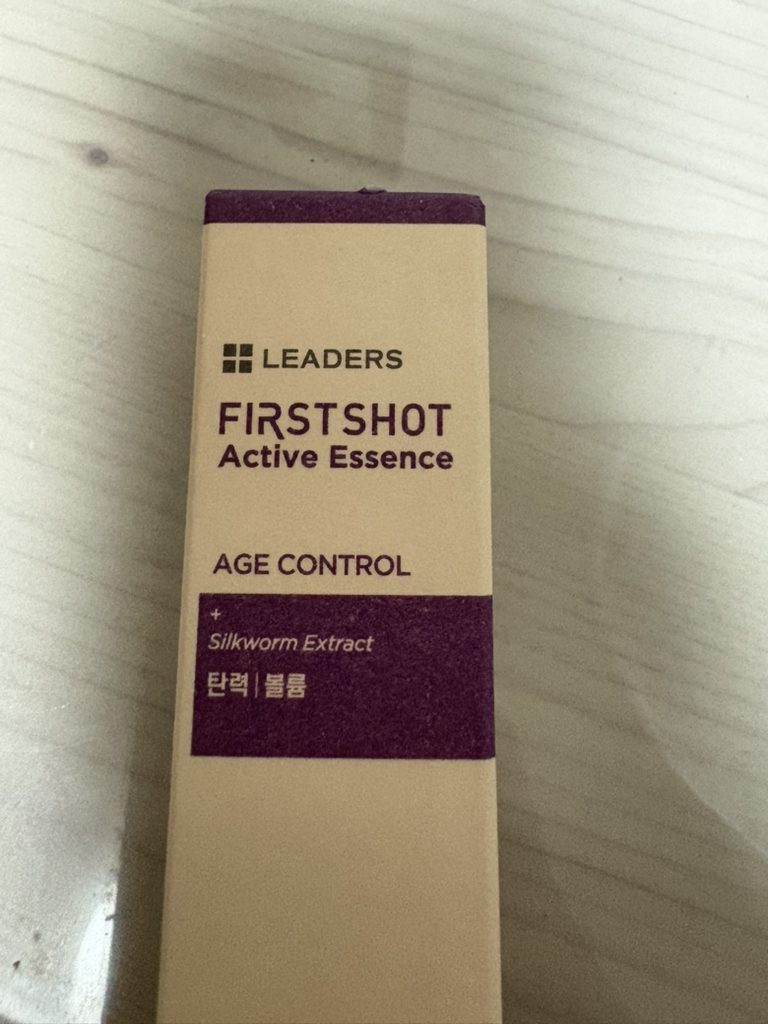 LEADERS
FIRSTSHOT
Active Essence
AGE CONTROL
+
Silkworm Extract
탄력|볼륨